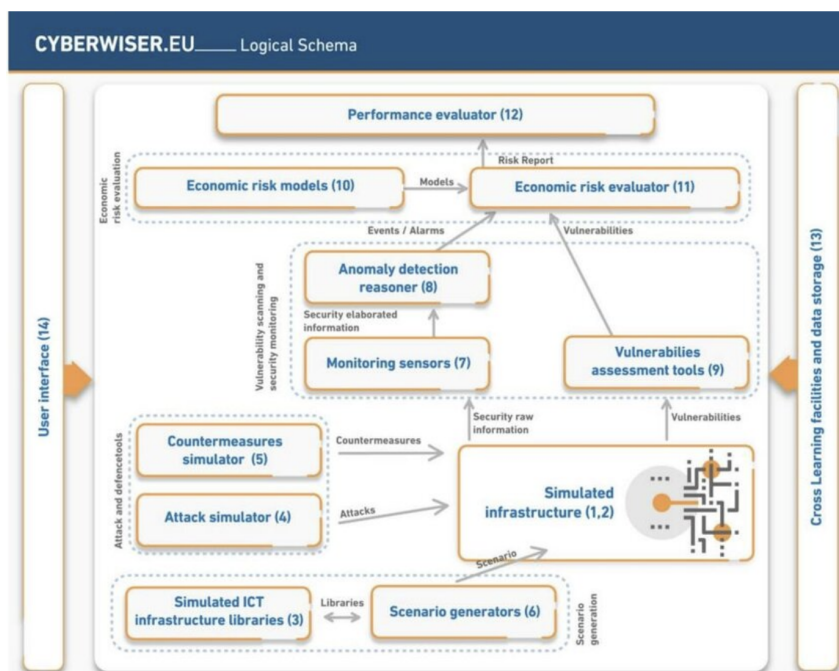 CYBERWISER.EU____ Logical Schema
Performance evaluator (12)
Risk Report
Economic
risk evaluation
Economic risk models (10)
Models
Economic risk evaluator (11)
Events / Alarms
Vulnerabilities
Vulnerability scanning and
security monitoring
Anomaly detection
reasoner (8)
Security elaborated
information
Monitoring sensors (7)
Vulnerabilies
assessment tools (9)
Security raw
information
Vulnerabilities
Attack and defencetools
Countermeasures
simulator (5)
Countermeasures
Attack simulator (4)
Attacks
Simulated
infrastructure (1,2)
Scenario
Simulated ICT
infrastructure libraries (3)
Libraries
Scenario generators (6)
Scenario
generation
User interface (14)
Cross Learning facilities and data storage (13)